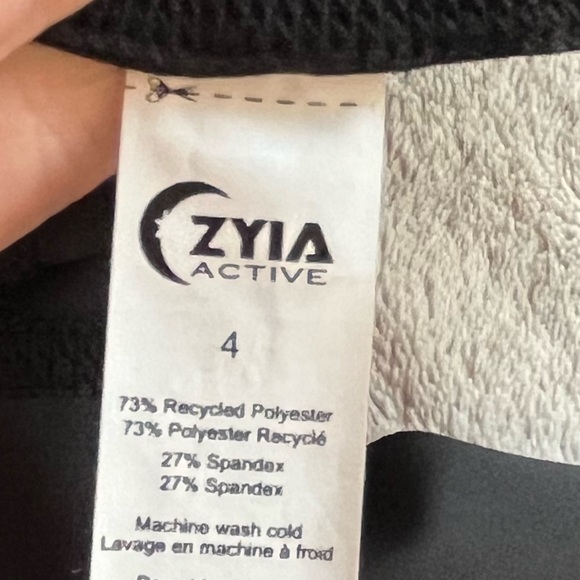 ZYIA
ACTIVE
4
73% Recycled Polyester
73% Polyester Recyclé
27% Spandex
27% Spandex
Machine wash cold
Lavage en machine à froid